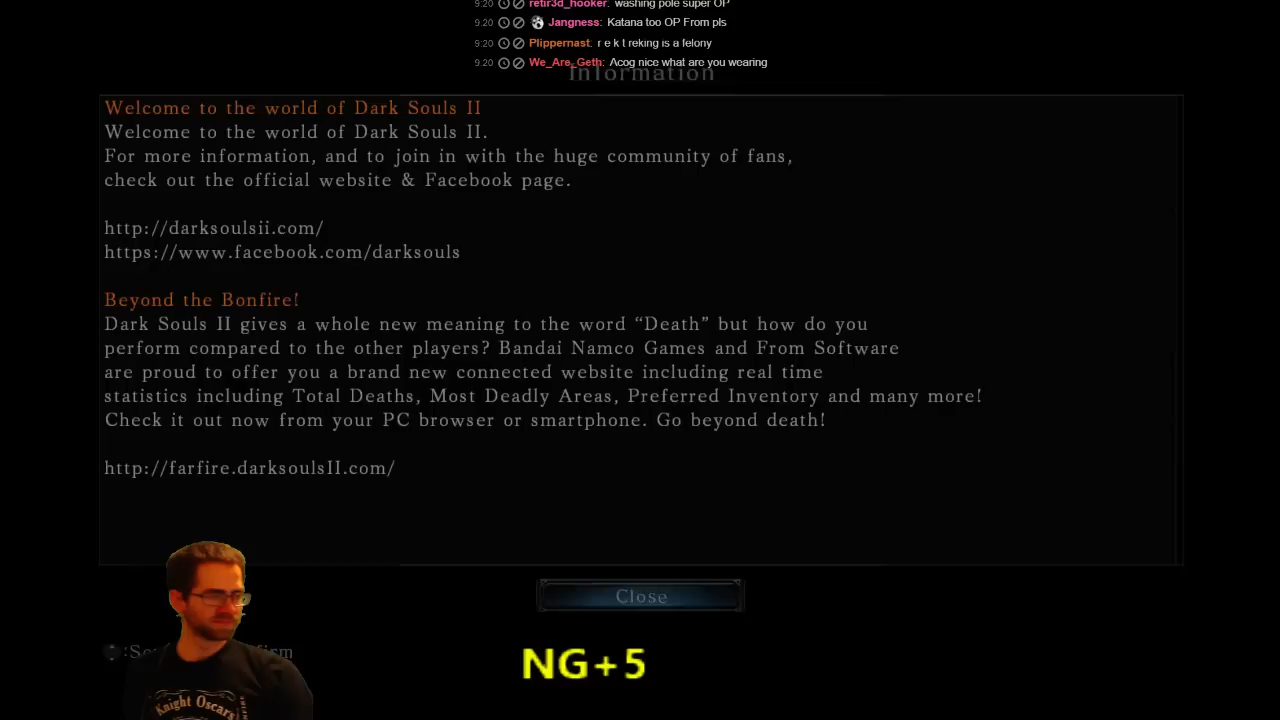 9:20 retir3d_hooker: washing pole super OP
9:20 Jangness: Katana too OP From pls
9:20 Plippernast: r e k t reking is a felony
9:20 We_Are_Geth: Acog nice what are you wearing
Information
Welcome to the world of Dark Souls II
Welcome to the world of Dark Souls II.
For more information, and to join in with the huge community of fans,
check out the official website & Facebook page.
http://darksoulsii.com/
https://www.facebook.com/darksouls
Beyond the Bonfire!
Dark Souls II gives a whole new meaning to the word “Death” but how do you
perform compared to the other players? Bandai Namco Games and From Software
are proud to offer you a brand new connected website including real time
statistics including Total Deaths, Most Deadly Areas, Preferred Inventory and many more!
Check it out now from your PC browser or smartphone. Go beyond death!
http://farfire.darksoulsII.com/
Close
NG+5
Knight Oscars